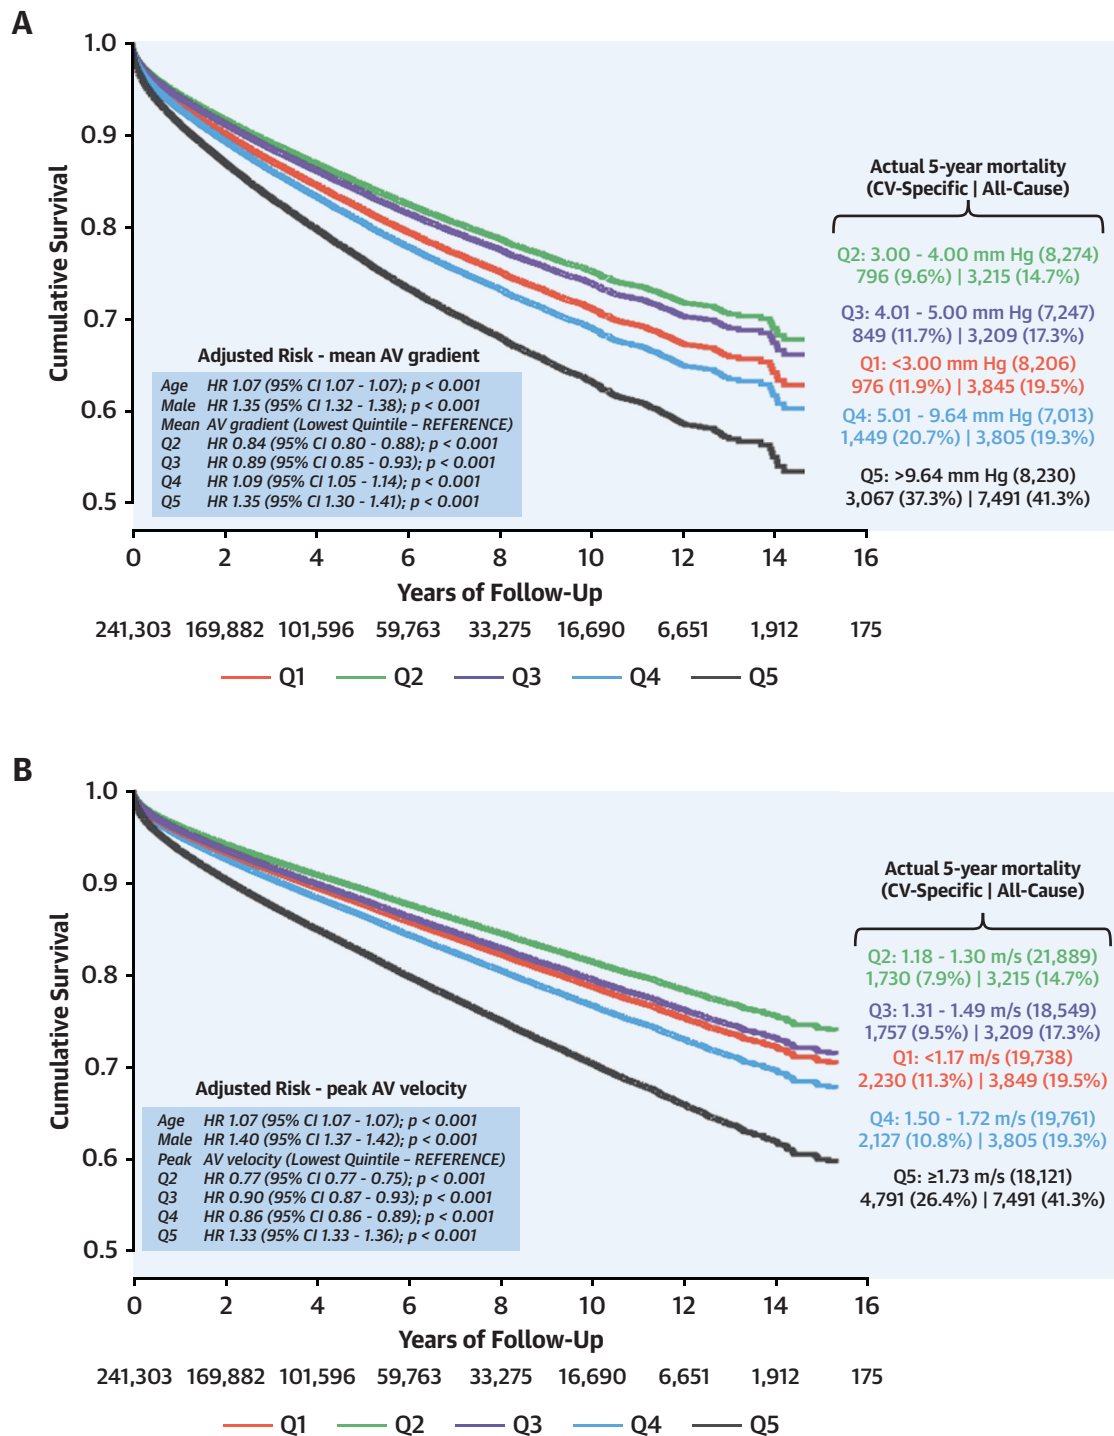 A
1.0
0.9
0.8
0.7
0.6
0.5
Cumulative Survival
Actual 5-year mortality
(CV-Specific | All-Cause)
Q2: 3.00 - 4.00 mm Hg (8,274)
796 (9.6%) | 3,215 (14.7%)
Q3: 4.01 - 5.00 mm Hg (7,247)
849 (11.7%) | 3,209 (17.3%)
Q1: <3.00 mm Hg (8,206)
976 (11.9%) | 3,845 (19.5%)
Q4: 5.01 - 9.64 mm Hg (7,013)
1,449 (20.7%) | 3,805 (19.3%)
Q5: >9.64 mm Hg (8,230)
3,067 (37.3%) | 7,491 (41.3%)
Adjusted Risk - mean AV gradient
Age HR 1.07 (95% CI 1.07 - 1.07); p < 0.001
Male HR 1.35 (95% CI 1.32 - 1.38); p < 0.001
Mean AV gradient (Lowest Quintile – REFERENCE)
Q2 HR 0.84 (95% CI 0.80 - 0.88); p < 0.001
Q3 HR 0.89 (95% CI 0.85 - 0.93); p < 0.001
Q4 HR 1.09 (95% CI 1.05 - 1.14); p < 0.001
Q5 HR 1.35 (95% CI 1.30 - 1.41); p < 0.001
0 2 4 6 8 10 12 14 16
Years of Follow-Up
241,303 169,882 101,596 59,763 33,275 16,690 6,651 1,912 175
Q1 Q2 Q3 Q4 Q5
B
1.0
0.9
0.8
0.7
0.6
0.5
Cumulative Survival
Actual 5-year mortality
(CV-Specific | All-Cause)
Q2: 1.18 - 1.30 m/s (21,889)
1,730 (7.9%) | 3,215 (14.7%)
Q3: 1.31 - 1.49 m/s (18,549)
1,757 (9.5%) | 3,209 (17.3%)
Q1: <1.17 m/s (19,738)
2,230 (11.3%) | 3,849 (19.5%)
Q4: 1.50 - 1.72 m/s (19,761)
2,127 (10.8%) | 3,805 (19.3%)
Q5: ≥1.73 m/s (18,121)
4,791 (26.4%) | 7,491 (41.3%)
Adjusted Risk - peak AV velocity
Age HR 1.07 (95% CI 1.07 - 1.07); p < 0.001
Male HR 1.40 (95% CI 1.37 - 1.42); p < 0.001
Peak AV velocity (Lowest Quintile – REFERENCE)
Q2 HR 0.77 (95% CI 0.77 - 0.75); p < 0.001
Q3 HR 0.90 (95% CI 0.87 - 0.93); p < 0.001
Q4 HR 0.86 (95% CI 0.86 - 0.89); p < 0.001
Q5 HR 1.33 (95% CI 1.33 - 1.36); p < 0.001
0 2 4 6 8 10 12 14 16
Years of Follow-Up
241,303 169,882 101,596 59,763 33,275 16,690 6,651 1,912 175
Q1 Q2 Q3 Q4 Q5